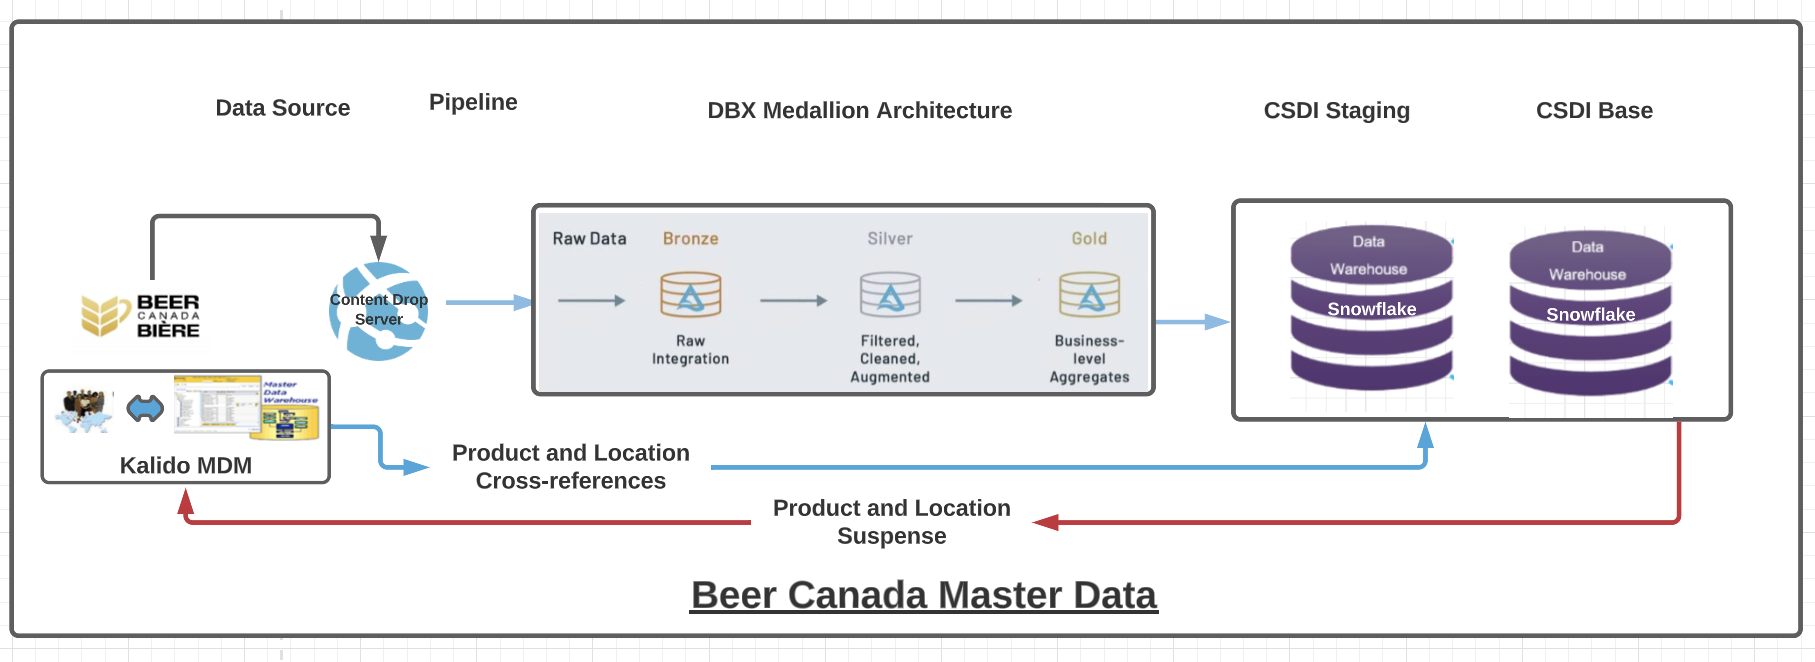 Data Source
Pipeline
DBX Medallion Architecture
CSDI Staging
CSDI Base
BEER
CANADA
BIÈRE
Content Drop
Server
Raw Data
Bronze
Silver
Gold
Raw
Integration
Filtered,
Cleaned,
Augmented
Business-
level
Aggregates
Data
Warehouse
Snowflake
Data
Warehouse
Snowflake
Master
Data
Warehouse
Kalido MDM
Product and Location
Cross-references
Product and Location
Suspense
Beer Canada Master Data